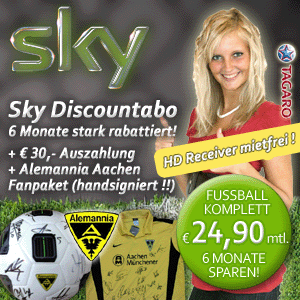 sky
TAGARO
Sky Discountabo
6 Monate stark rabattiert!
+ € 30,- Auszahlung
+ Alemannia Aachen
Fanpaket (handsigniert !!)
HD Receiver mietfrei !
FUSSBALL
KOMPLETT
€ 24,90 mtl.
6 MONATE
SPAREN!
Alemannia
Aachen
Münchener